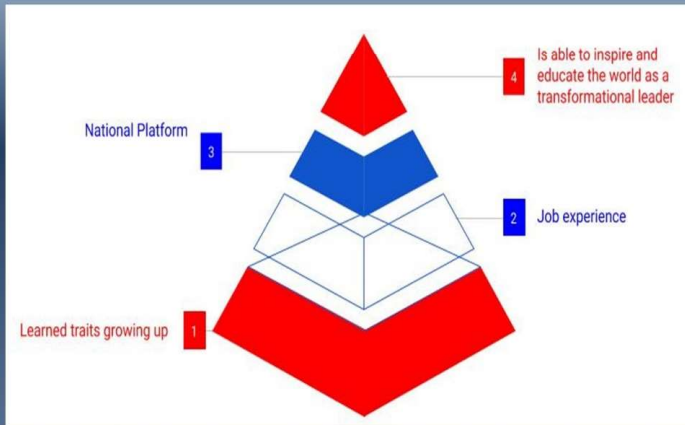 4
Is able to inspire and
educate the world as a
transformational leader
National Platform
3
2
Job experience
Learned traits growing up
1